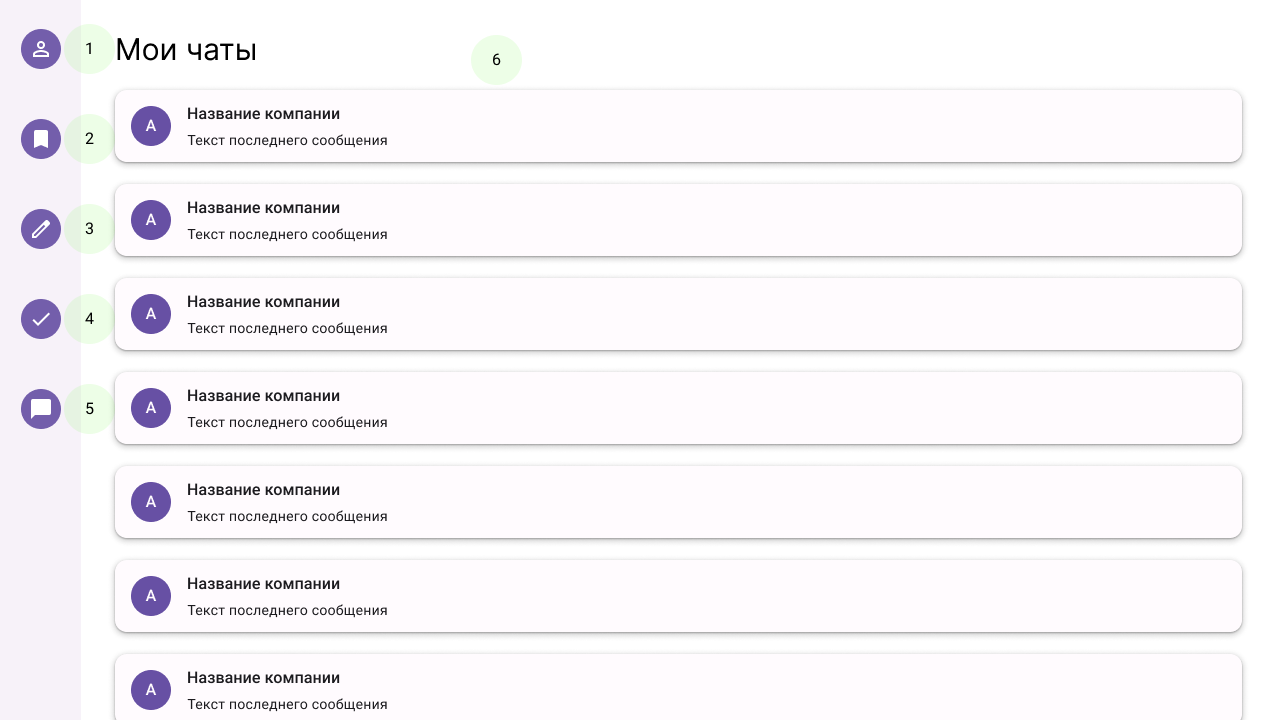 1
Мои чаты
6
A
Название компании
Текст последнего сообщения
2
A
Название компании
Текст последнего сообщения
3
A
Название компании
Текст последнего сообщения
4
A
Название компании
Текст последнего сообщения
5
A
Название компании
Текст последнего сообщения
A
Название компании
Текст последнего сообщения
A
Название компании
Текст последнего сообщения